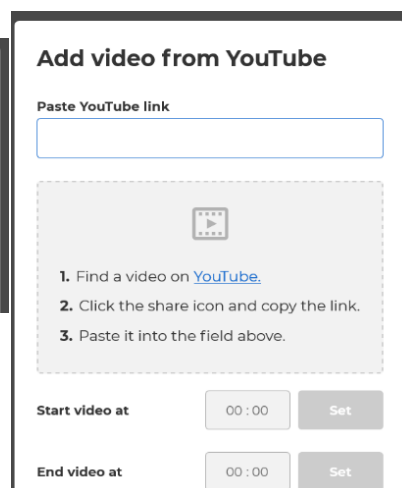 Add video from YouTube
Paste YouTube link
1. Find a video on YouTube.
2. Click the share icon and copy the link.
3. Paste it into the field above.
Start video at 00 : 00 Set
End video at 00 : 00 Set